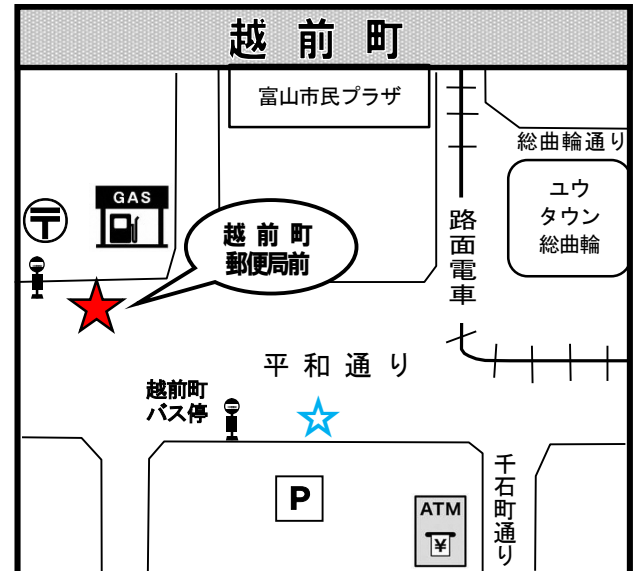 越前町
富山市民プラザ
総曲輪通り
ユウ
タウン
総曲輪
GAS
〒
越前町
郵便局前
路面電車
平和通り
越前町
バス停
P
ATM
¥
千石町通り